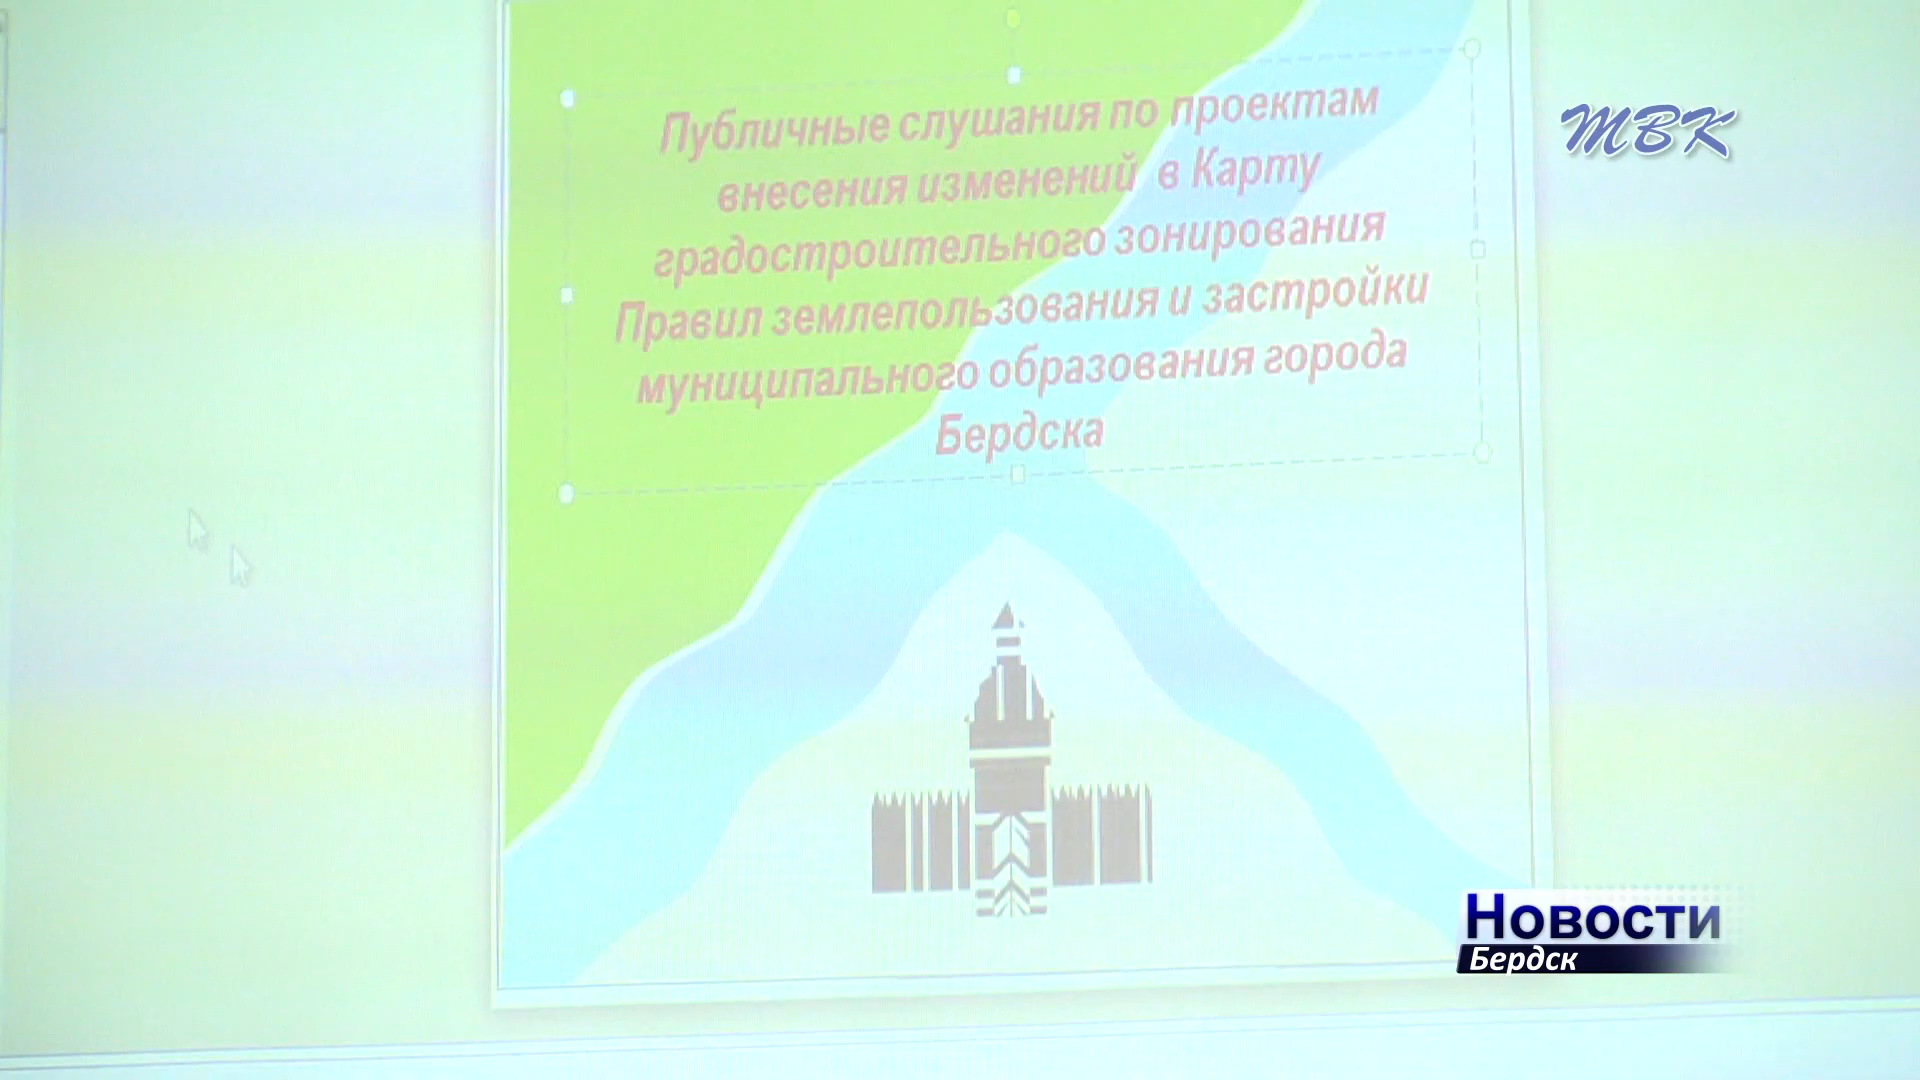 Публичные слушания по проектам
внесения изменений в Карту
градостроительного зонирования
Правил землепользования и застройки
муниципального образования города
Бердска
ТВК
Новости
Бердск